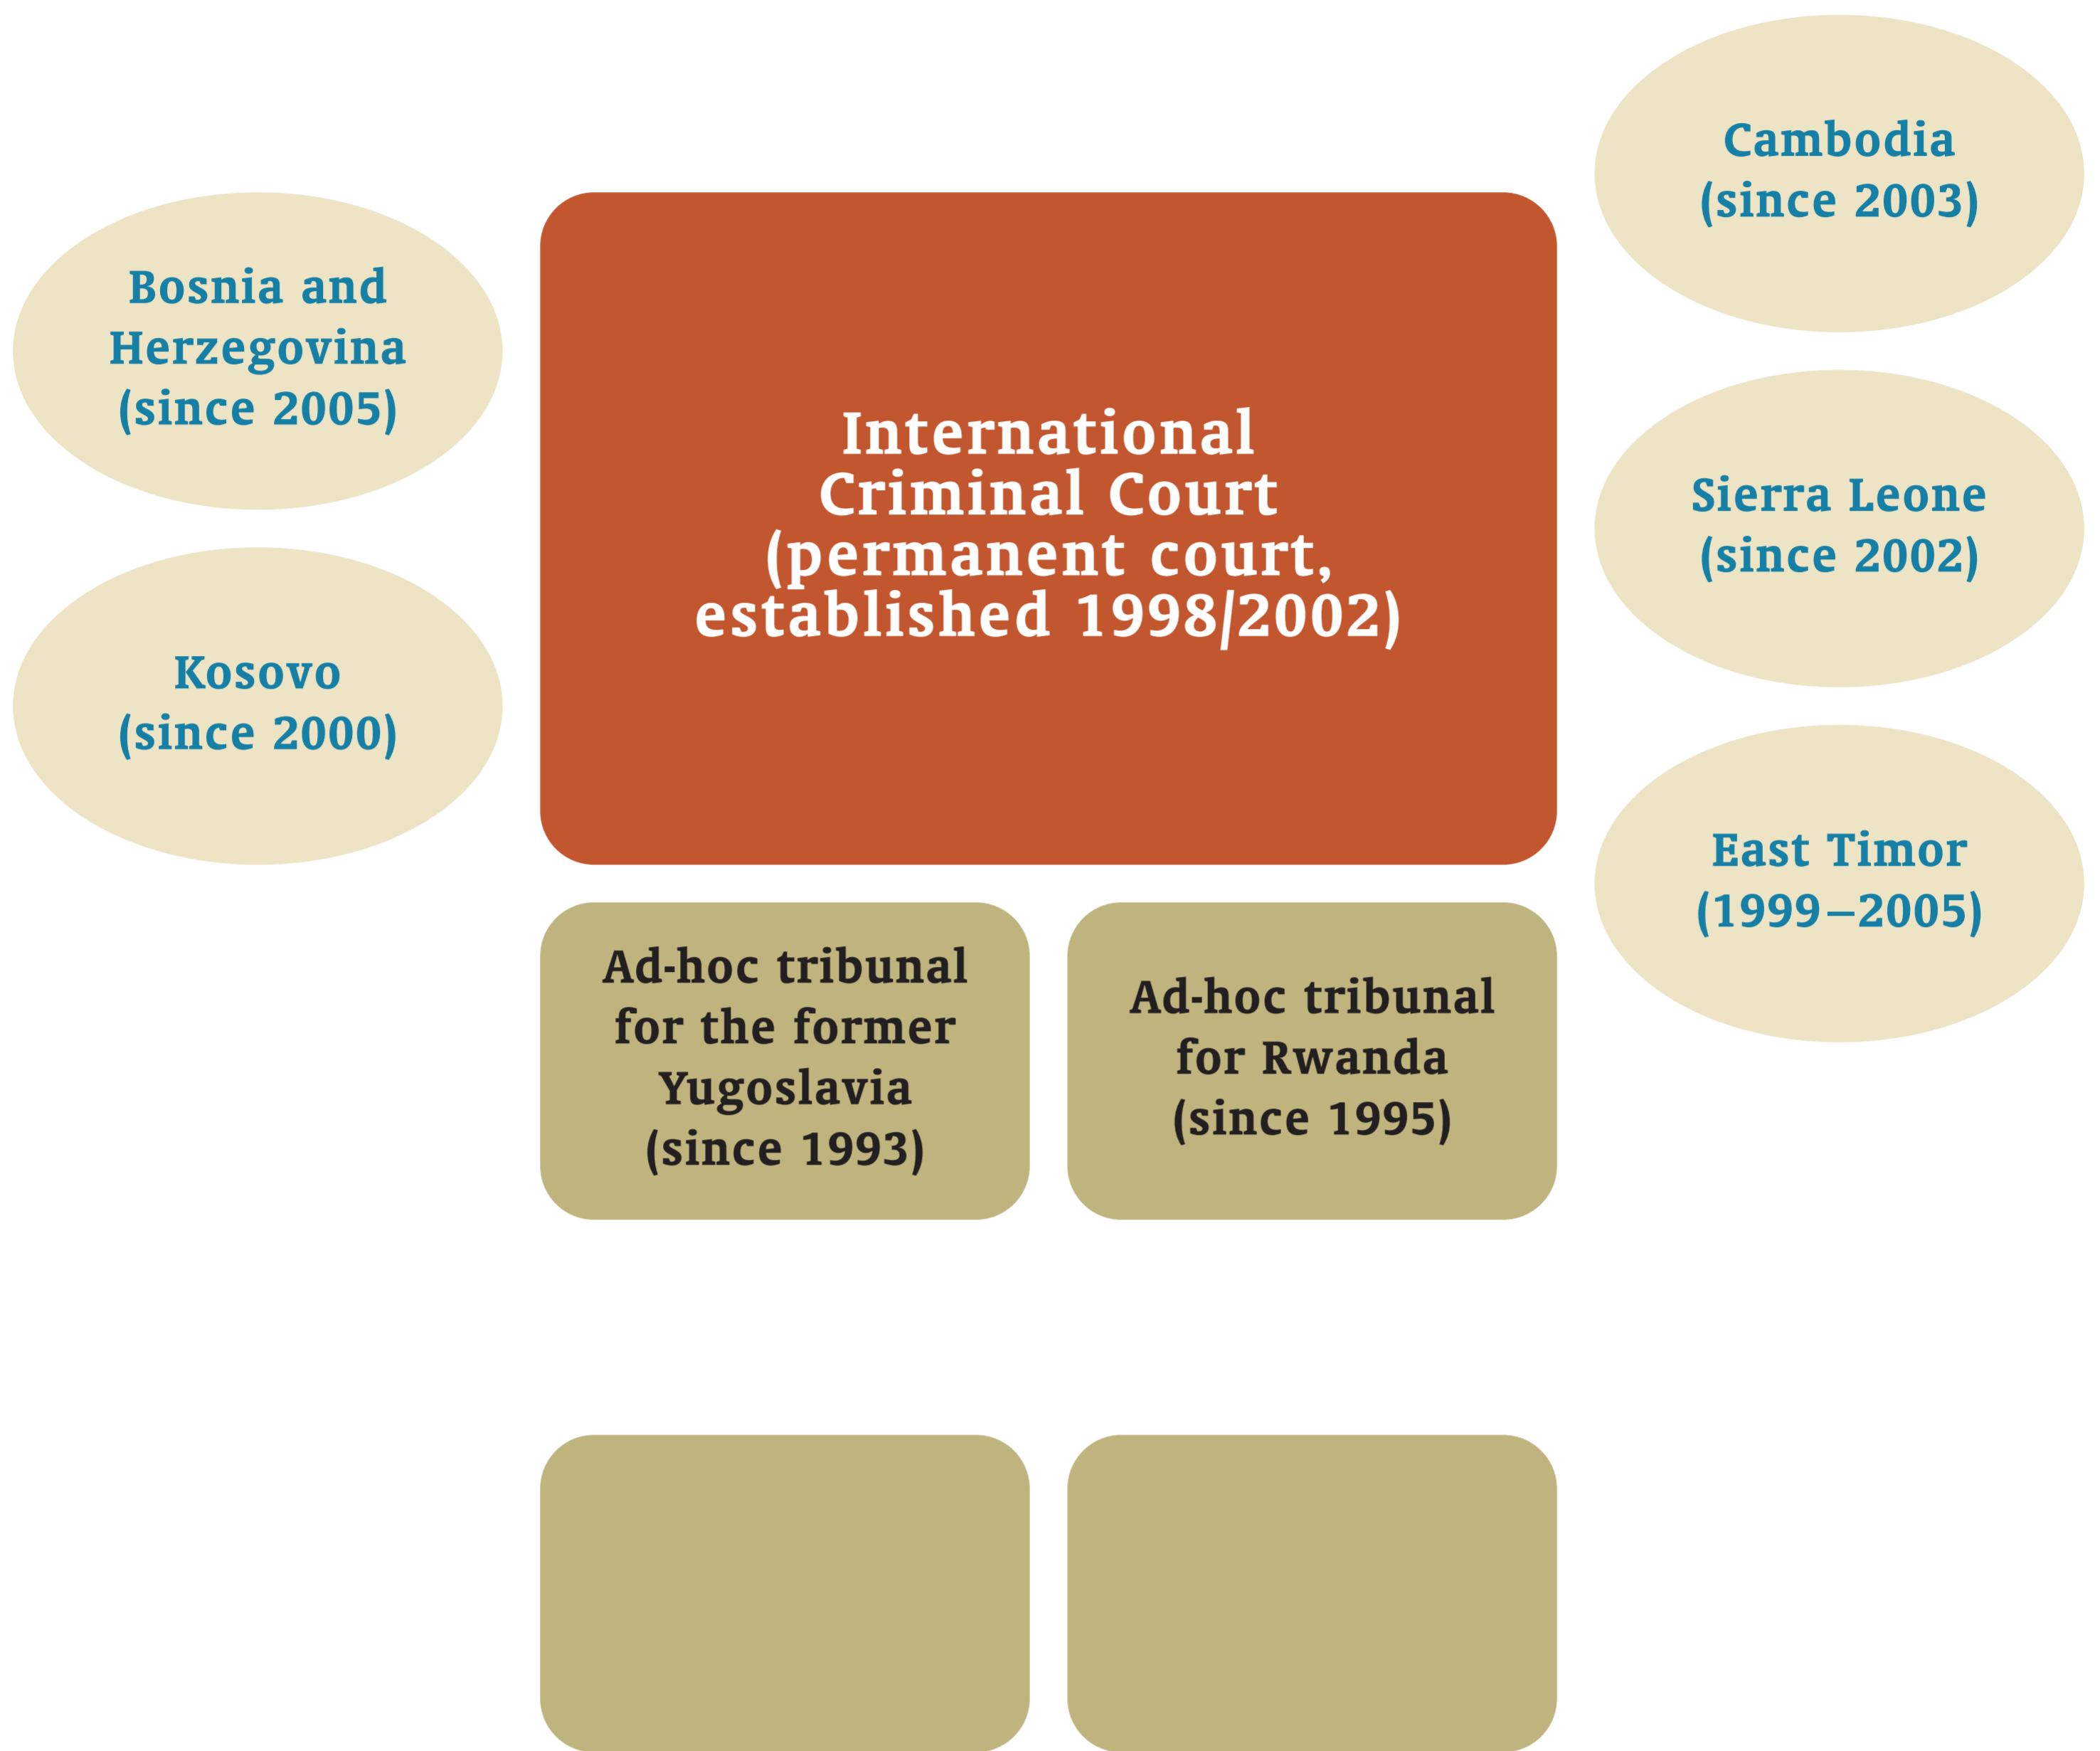 Cambodia
(since 2003)
Bosnia and
Herzegovina
(since 2005)
International
Criminal Court
(permanent court,
established 1998/2002)
Sierra Leone
(since 2002)
Kosovo
(since 2000)
East Timor
(1999—2005)
Ad-hoc tribunal
for the former
Yugoslavia
(since 1993)
Ad-hoc tribunal
for Rwanda
(since 1995)